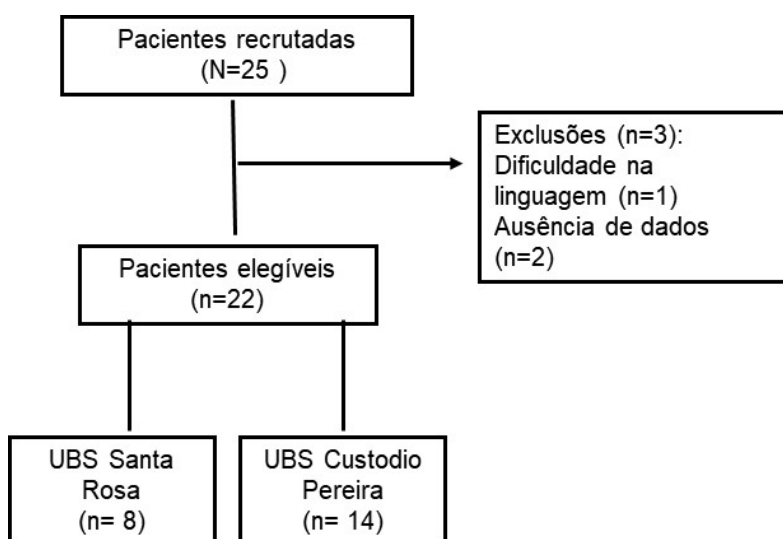 Pacientes recrutadas
(N=25 )
Exclusões (n=3):
Dificuldade na
linguagem (n=1)
Ausência de dados
(n=2)
Pacientes elegíveis
(n=22)
UBS Santa
Rosa
(n= 8)
UBS Custodio
Pereira
(n= 14)